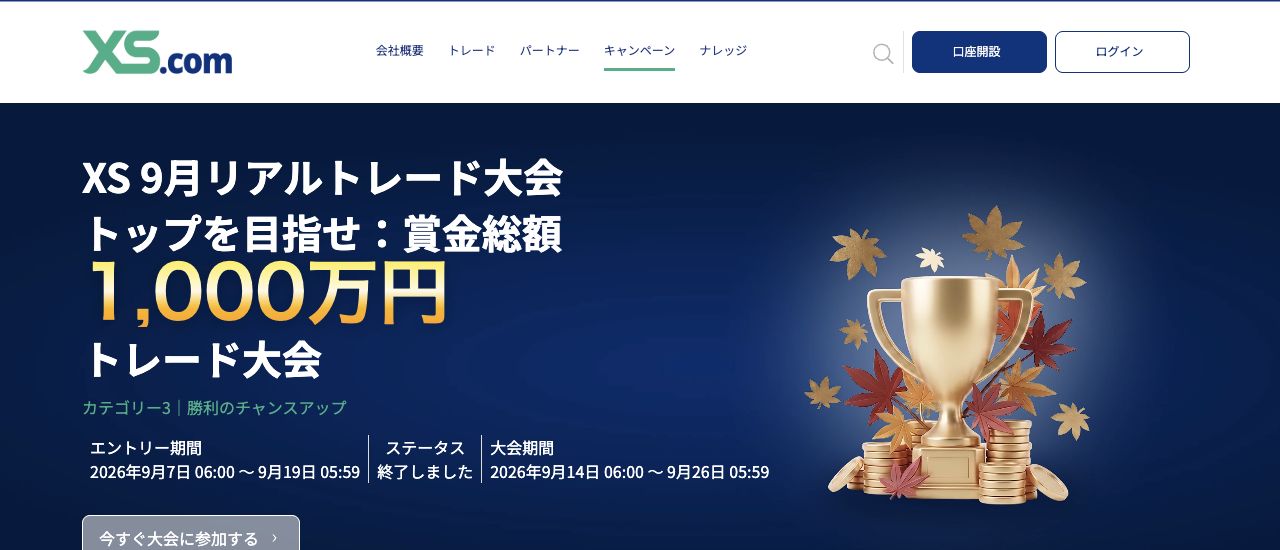 XS.com
会社概要
トレード
パートナー
キャンペーン
ナレッジ
口座開設
ログイン
XS 9月リアルトレード大会
トップを目指せ：賞金総額
1,000万円
トレード大会
カテゴリー3｜勝利のチャンスアップ
エントリー期間
2026年9月7日 06:00 〜 9月19日 05:59
ステータス
終了しました
大会期間
2026年9月14日 06:00 〜 9月26日 05:59
今すぐ大会に参加する